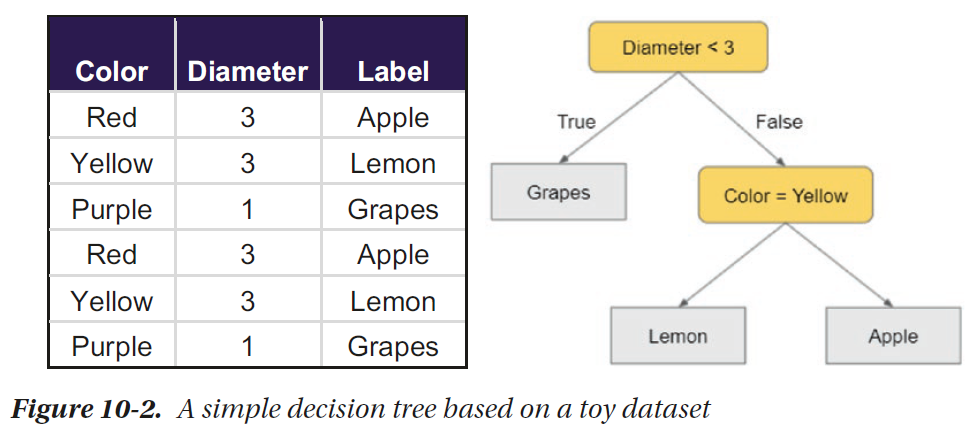 Color Diameter Label
Red 3 Apple
Yellow 3 Lemon
Purple 1 Grapes
Red 3 Apple
Yellow 3 Lemon
Purple 1 Grapes
Diameter < 3
True False
Grapes
Color = Yellow
Lemon Apple
Figure 10-2. A simple decision tree based on a toy dataset